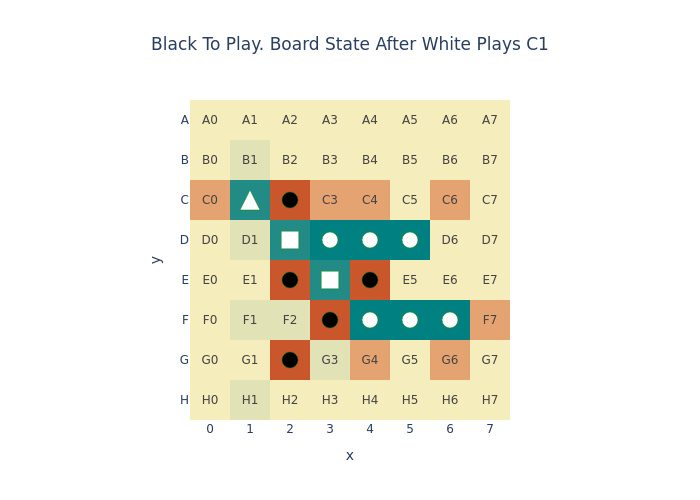 Black To Play. Board State After White Plays C1
A A0 A1 A2 A3 A4 A5 A6 A7
B B0 B1 B2 B3 B4 B5 B6 B7
C C0 C3 C4 C5 C6 C7
D D0 D1 D6 D7
y
E E0 E1 E5 E6 E7
F F0 F1 F2 F7
G G0 G1 G3 G4 G5 G6 G7
H H0 H1 H2 H3 H4 H5 H6 H7
0 1 2 3 4 5 6 7
x